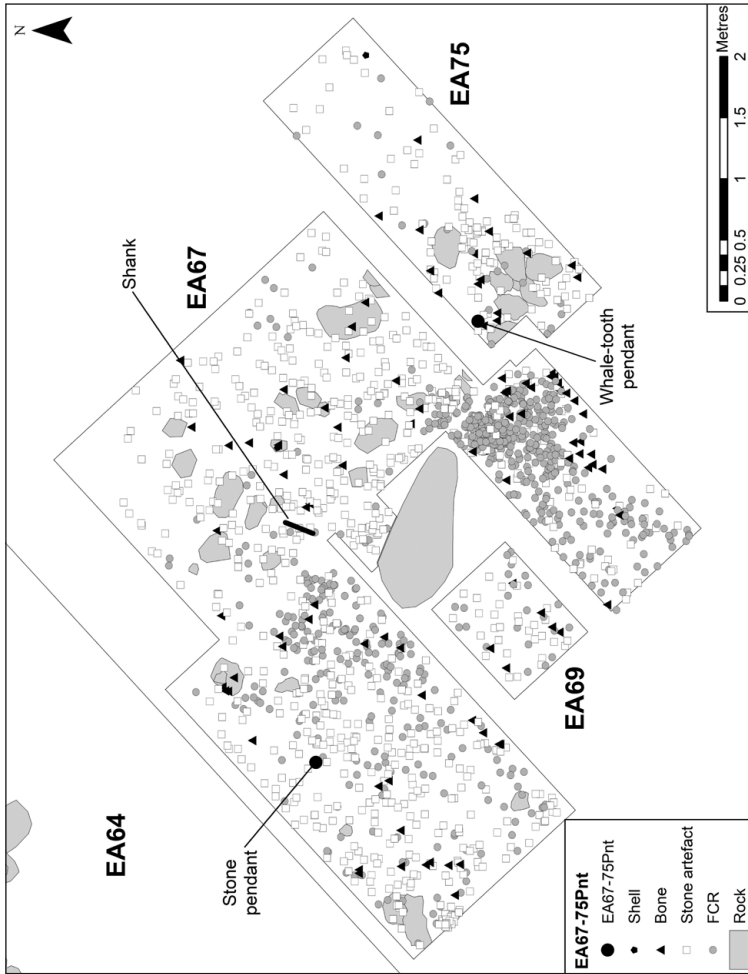 N
EA64
EA67
EA75
EA69
Shank
Stone
pendant
Whale-tooth
pendant
EA67-75Pnt
EA67-75Pnt
Shell
Bone
Stone artefact
FCR
Rock
Metres
0 0.25 0.5 1 1.5 2